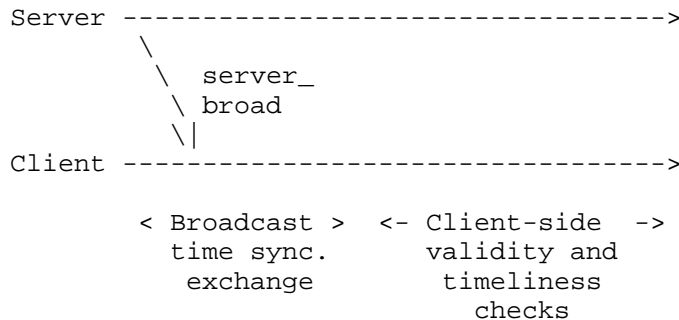 Server ----------------------------------->
\
\ server_
\ broad
\|
Client ----------------------------------->
< Broadcast > <- Client-side ->
time sync. validity and
exchange timeliness
checks